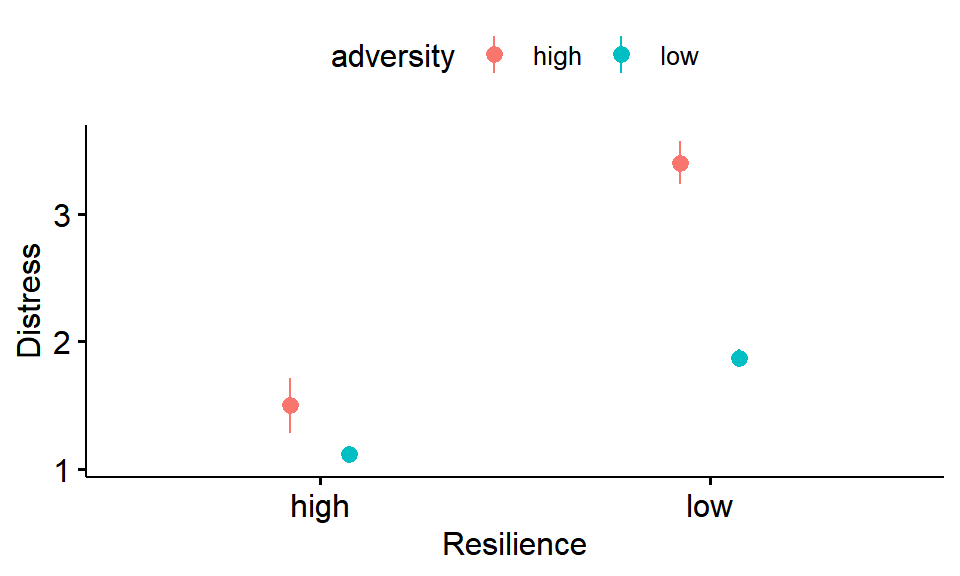 adversity high low
Distress
3
2
1
high low
Resilience